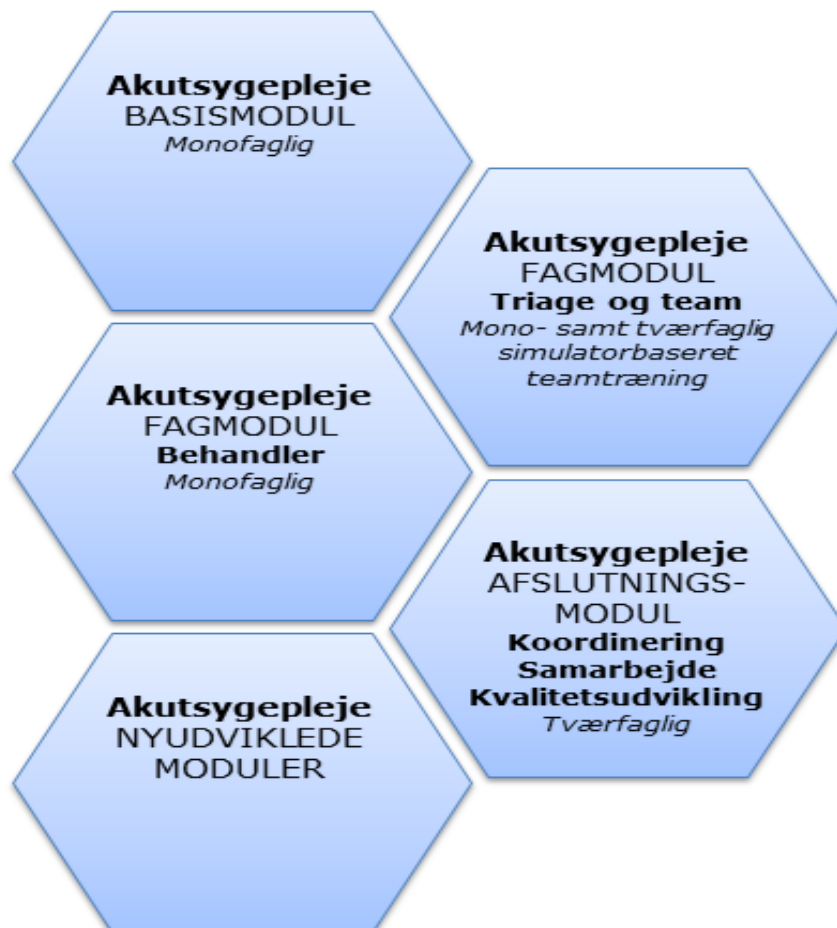 Akutsygepleje
BASISMODUL
Monofaglig
Akutsygepleje
FAGMODUL
Triage og team
Mono- samt tværfaglig
simulatorbaseret
teamtræning
Akutsygepleje
FAGMODUL
Behandler
Monofaglig
Akutsygepleje
AFSLUTNINGS-
MODUL
Koordinering
Samarbejde
Kvalitetsudvikling
Tværfaglig
Akutsygepleje
NYUDVIKLEDE
MODULER